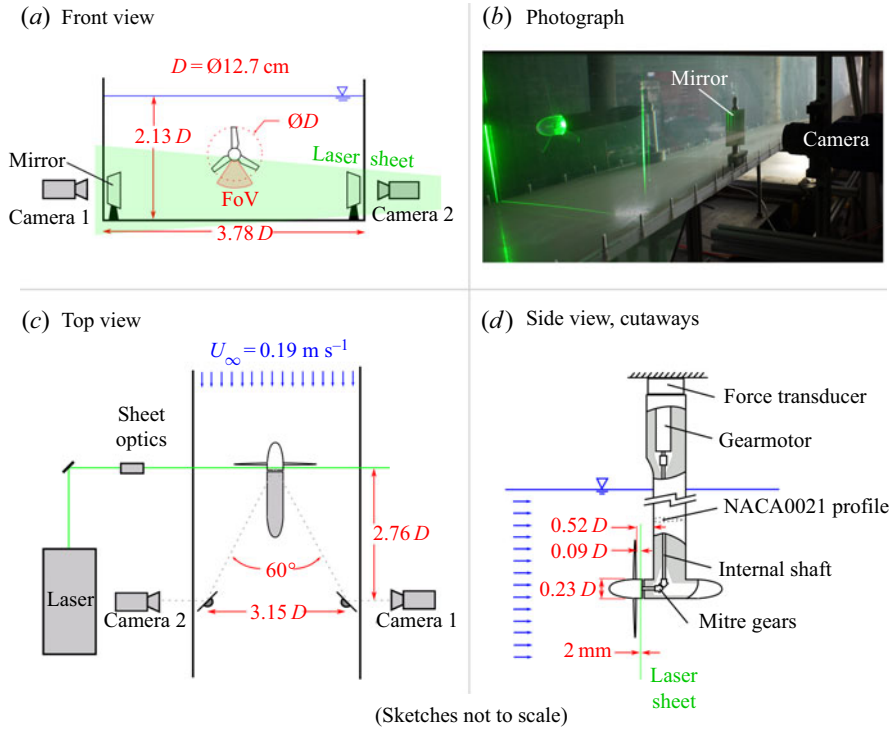 (a) Front view
D = Ø12.7 cm
2.13 D
ØD
Laser sheet
Mirror
FoV
Camera 1
Camera 2
3.78 D
(b) Photograph
Mirror
Camera
(c) Top view
U∞ = 0.19 m s⁻¹
Sheet
optics
2.76 D
60°
Laser
3.15 D
Camera 2
Camera 1
(d) Side view, cutaways
Force transducer
Gearmotor
NACA0021 profile
0.52 D
0.09 D
Internal shaft
0.23 D
Mitre gears
2 mm
Laser
sheet
(Sketches not to scale)